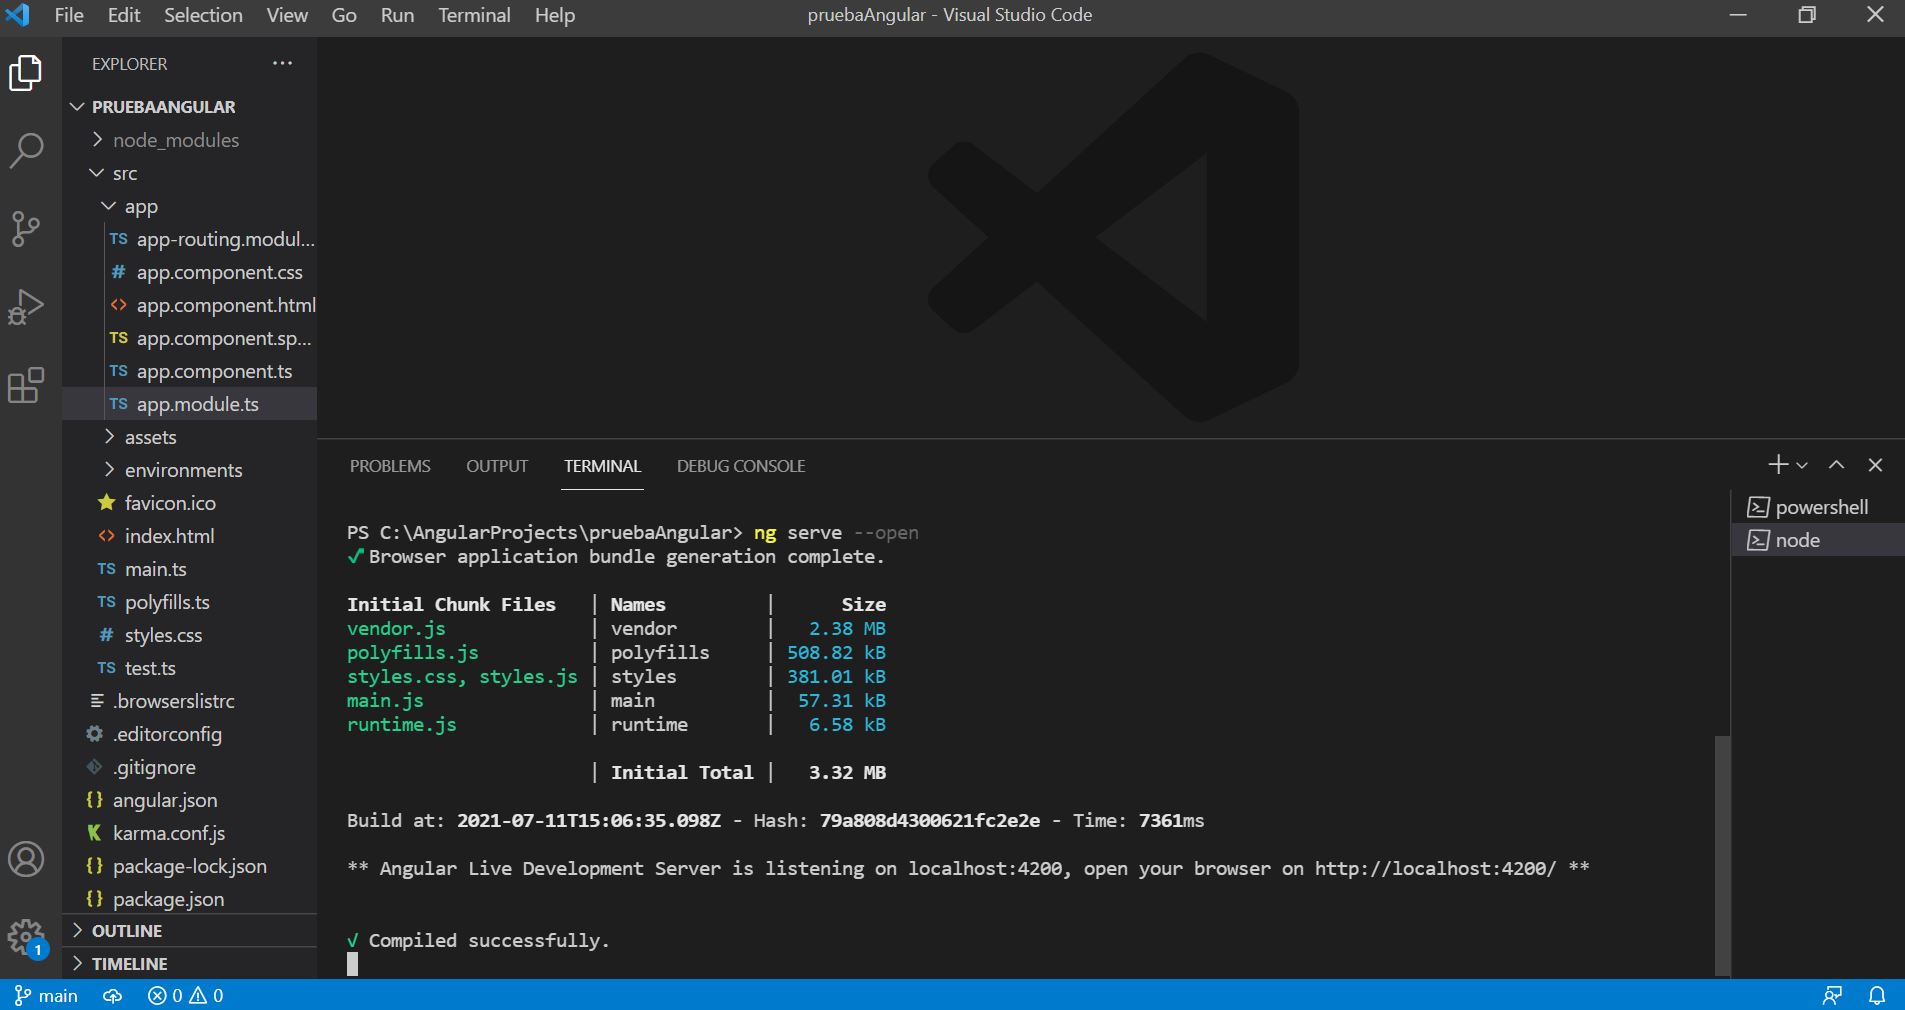 File Edit Selection View Go Run Terminal Help
pruebaAngular - Visual Studio Code
EXPLORER
PRUEBAANGULAR
node_modules
src
app
TS app-routing.modul...
# app.component.css
<> app.component.html
TS app.component.sp...
TS app.component.ts
TS app.module.ts
assets
environments
favicon.ico
<> index.html
TS main.ts
TS polyfills.ts
# styles.css
TS test.ts
.browserslistrc
.editorconfig
.gitignore
{} angular.json
karma.conf.js
{} package-lock.json
{} package.json
OUTLINE
TIMELINE
1
PROBLEMS OUTPUT TERMINAL DEBUG CONSOLE
powershell
node
PS C:\AngularProjects\pruebaAngular> ng serve --open
✓ Browser application bundle generation complete.
Initial Chunk Files | Names | Size
vendor.js | vendor | 2.38 MB
polyfills.js | polyfills | 508.82 kB
styles.css, styles.js | styles | 381.01 kB
main.js | main | 57.31 kB
runtime.js | runtime | 6.58 kB
| Initial Total | 3.32 MB
Build at: 2021-07-11T15:06:35.098Z - Hash: 79a808d4300621fc2e2e - Time: 7361ms
** Angular Live Development Server is listening on localhost:4200, open your browser on http://localhost:4200/ **
√ Compiled successfully.
main 0 0